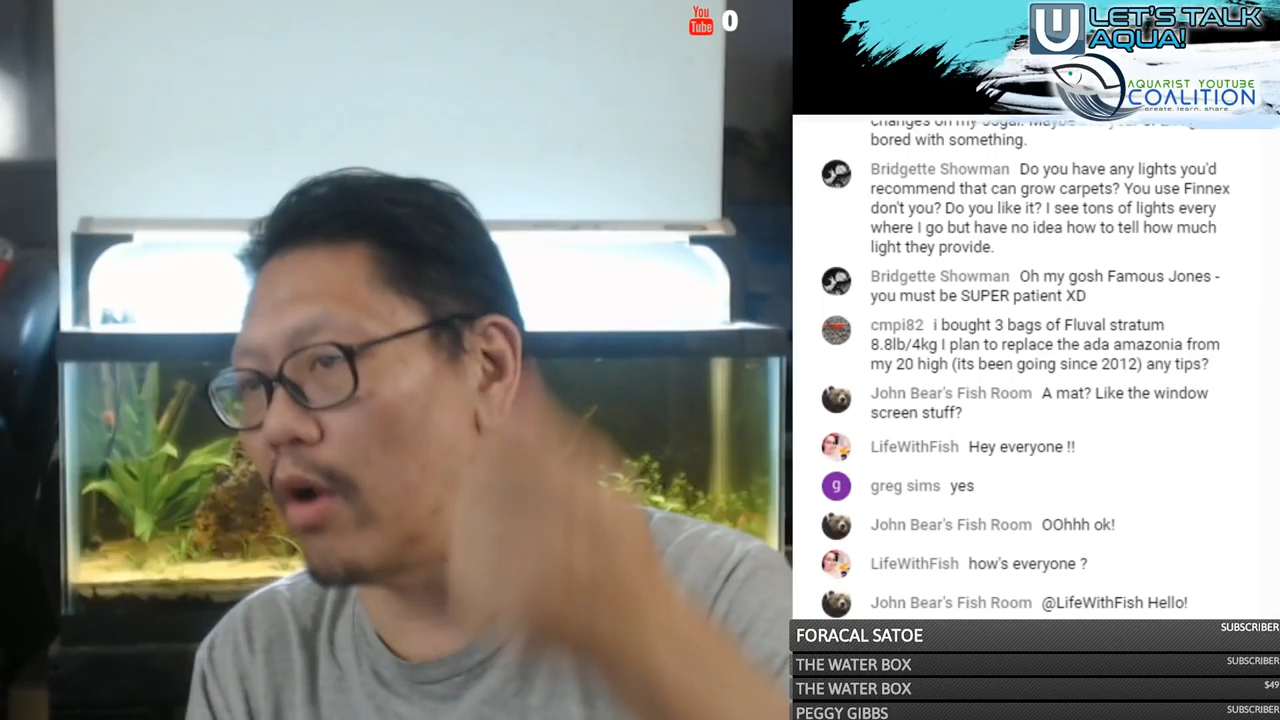 You
Tube 0
LET'S TALK
AQUA!
AQUARIST YOUTUBE
COALITION
create. learn. share.
changes on my
bored with something.
Bridgette Showman Do you have any lights you'd
recommend that can grow carpets? You use Finnex
don't you? Do you like it? I see tons of lights every
where I go but have no idea how to tell how much
light they provide.
Bridgette Showman Oh my gosh Famous Jones -
you must be SUPER patient XD
cmpi82 i bought 3 bags of Fluval stratum
8.8lb/4kg I plan to replace the ada amazonia from
my 20 high (its been going since 2012) any tips?
John Bear's Fish Room A mat? Like the window
screen stuff?
LifeWithFish Hey everyone !!
g greg sims yes
John Bear's Fish Room OOhhh ok!
LifeWithFish how's everyone ?
John Bear's Fish Room @LifeWithFish Hello!
FORACAL SATOE SUBSCRIBER
THE WATER BOX SUBSCRIBER
THE WATER BOX $49
PEGGY GIBBS SUBSCRIBER